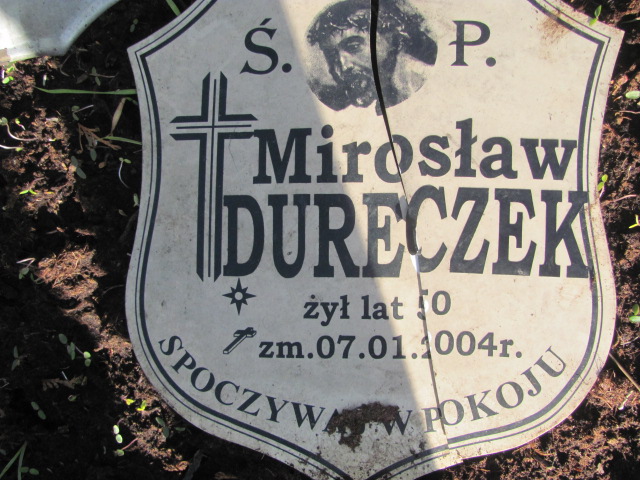 Ś. P.
Mirosław
DURECZEK
żył lat 50
zm.07.01.2004r.
SPOCZYWAJ W POKOJU